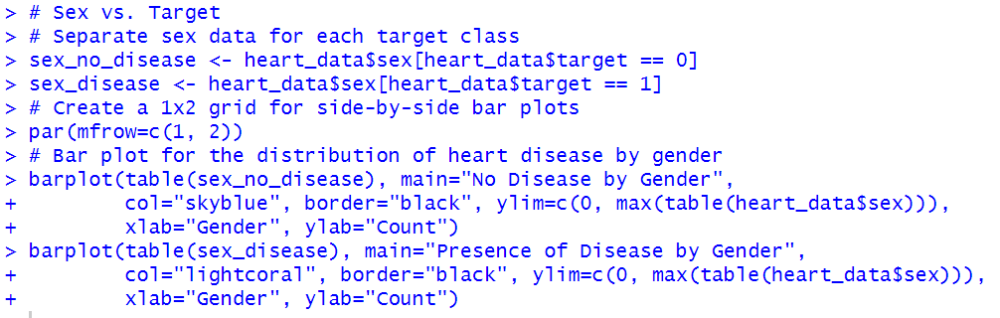 > # Sex vs. Target
> # Separate sex data for each target class
> sex_no_disease <- heart_data$sex[heart_data$target == 0]
> sex_disease <- heart_data$sex[heart_data$target == 1]
> # Create a 1x2 grid for side-by-side bar plots
> par(mfrow=c(1, 2))
> # Bar plot for the distribution of heart disease by gender
> barplot(table(sex_no_disease), main="No Disease by Gender",
+         col="skyblue", border="black", ylim=c(0, max(table(heart_data$sex))),
+         xlab="Gender", ylab="Count")
> barplot(table(sex_disease), main="Presence of Disease by Gender",
+         col="lightcoral", border="black", ylim=c(0, max(table(heart_data$sex))),
+         xlab="Gender", ylab="Count")